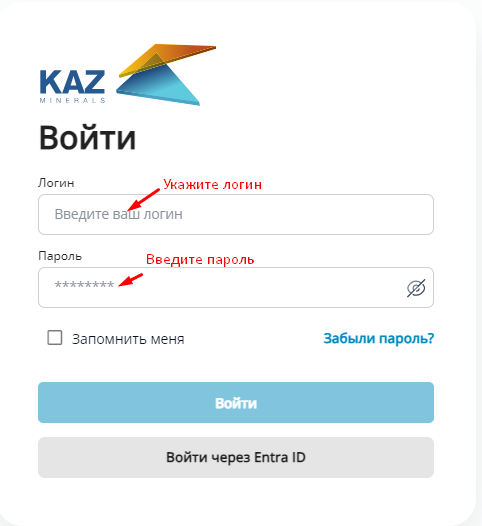 KAZ
MINERALS
Войти
Логин
Укажите логин
Введите ваш логин
Пароль
Введите пароль
********
Запомнить меня
Забыли пароль?
Войти
Войти через Entra ID